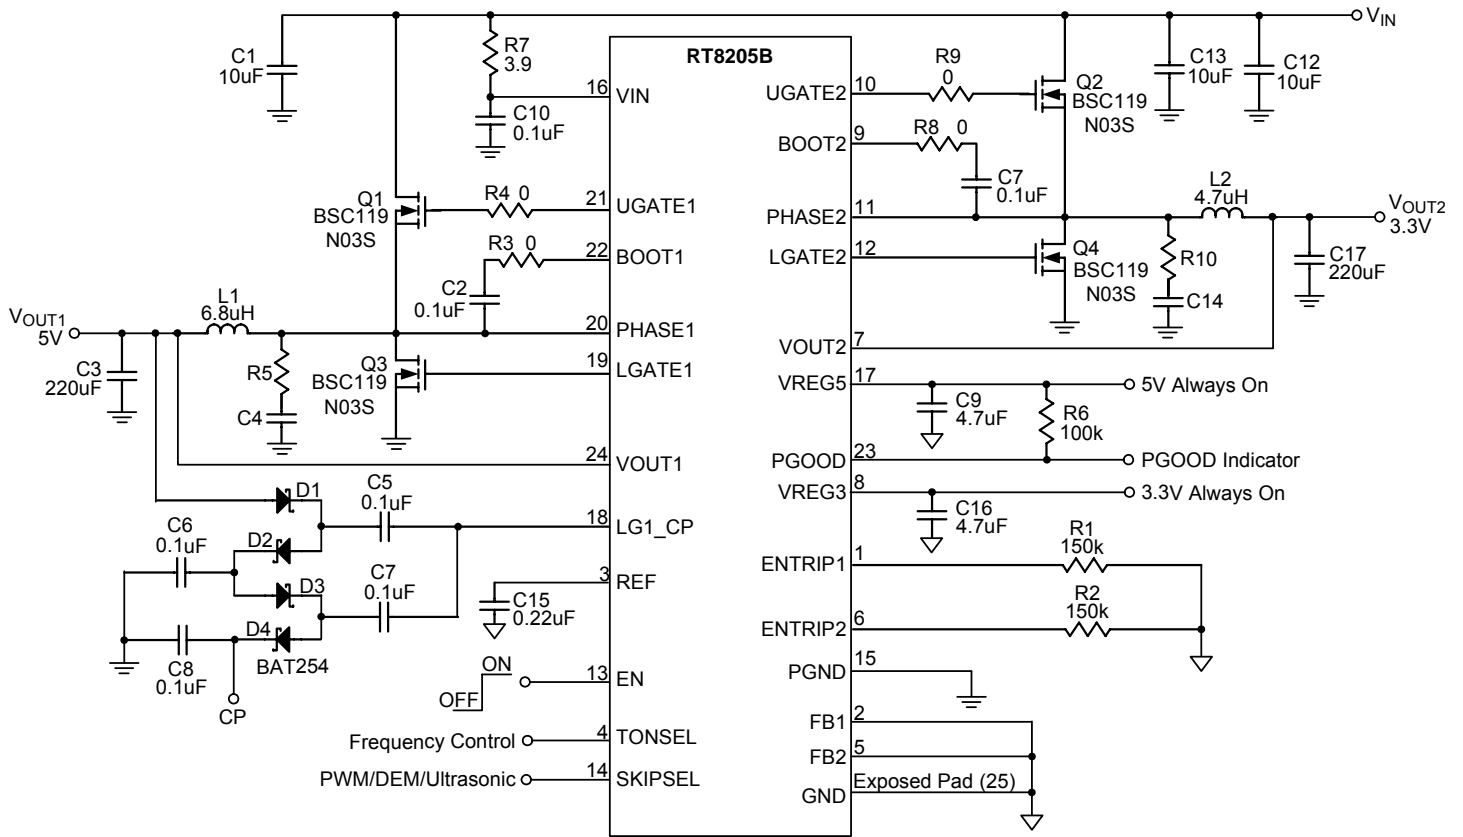 VIN
C1
10uF
R7
3.9
C10
0.1uF
RT8205B
16 VIN
21 UGATE1
22 BOOT1
20 PHASE1
19 LGATE1
24 VOUT1
18 LG1_CP
3 REF
13 EN
4 TONSEL
14 SKIPSEL
UGATE2 10
BOOT2 9
PHASE2 11
LGATE2 12
VOUT2 7
VREG5 17
PGOOD 23
VREG3 8
ENTRIP1 1
ENTRIP2 6
PGND 15
FB1 2
FB2 5
GND Exposed Pad (25)
R9
0
Q2
BSC119
N03S
C13
10uF
C12
10uF
R8 0
C7
0.1uF
L2
4.7uH
VOUT2
3.3V
Q4
BSC119
N03S
R10
C14
C17
220uF
Q1
BSC119
N03S
R4 0
R3 0
C2
0.1uF
L1
6.8uH
VOUT1
5V
C3
220uF
R5
C4
Q3
BSC119
N03S
C9
4.7uF
5V Always On
R6
100k
PGOOD Indicator
3.3V Always On
C16
4.7uF
R1
150k
R2
150k
D1
C5
0.1uF
C6
0.1uF
D2
D3
C7
0.1uF
D4
BAT254
C8
0.1uF
CP
C15
0.22uF
ON
OFF
Frequency Control
PWM/DEM/Ultrasonic